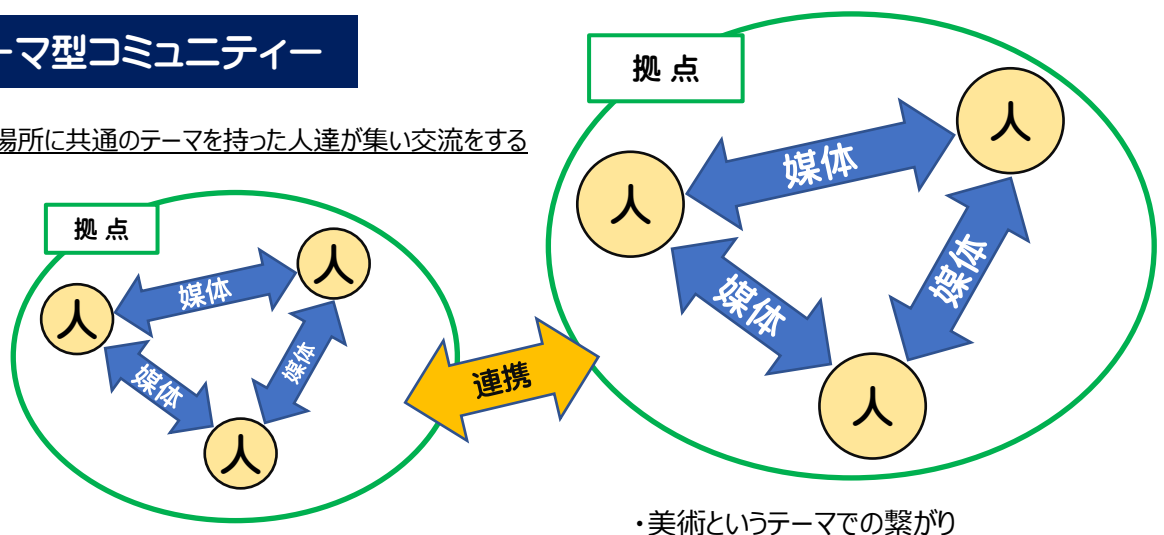 ーマ型コミュニティー
場所に共通のテーマを持った人達が集い交流をする
拠 点
人
媒体
人
媒体
媒体
人
連携
拠 点
人
媒体
人
媒体
媒体
人
・美術というテーマでの繋がり